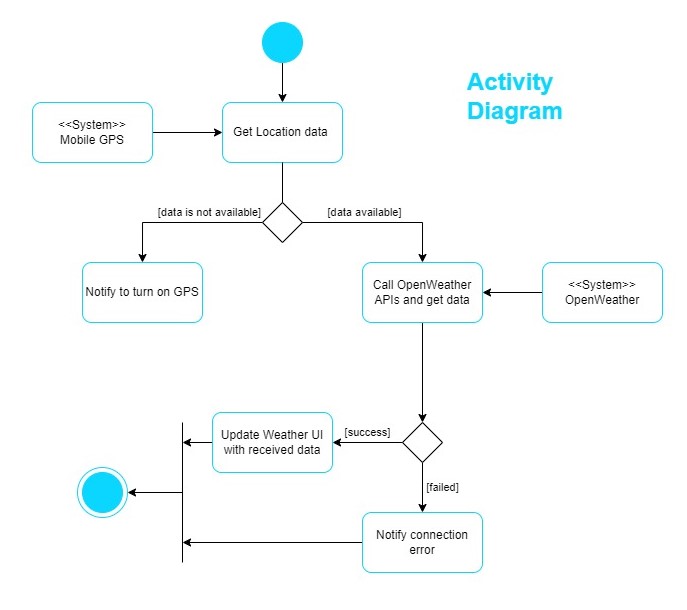 Activity
Diagram
<<System>>
Mobile GPS
Get Location data
[data is not available]
[data available]
Notify to turn on GPS
Call OpenWeather
APIs and get data
<<System>>
OpenWeather
Update Weather UI
with received data
[success]
[failed]
Notify connection
error